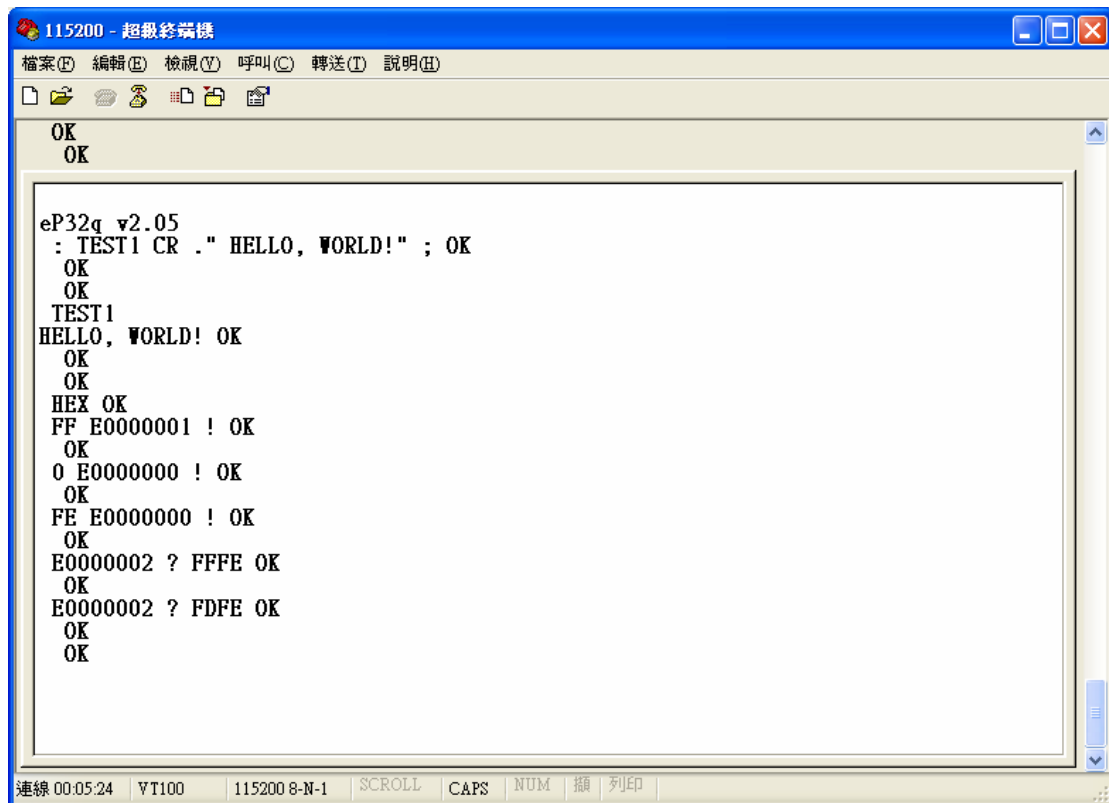 115200 - 超級終端機
檔案(F) 編輯(E) 檢視(V) 呼叫(C) 轉送(T) 說明(H)
OK
OK
eP32q v2.05
: TEST1 CR ." HELLO, WORLD!" ; OK
OK
OK
TEST1
HELLO, WORLD! OK
OK
OK
HEX OK
FF E0000001 ! OK
OK
0 E0000000 ! OK
OK
FE E0000000 ! OK
OK
E0000002 ? FFFE OK
OK
E0000002 ? FDFE OK
OK
OK
連線 00:05:24 VT100 115200 8-N-1 SCROLL CAPS NUM 擷 列印